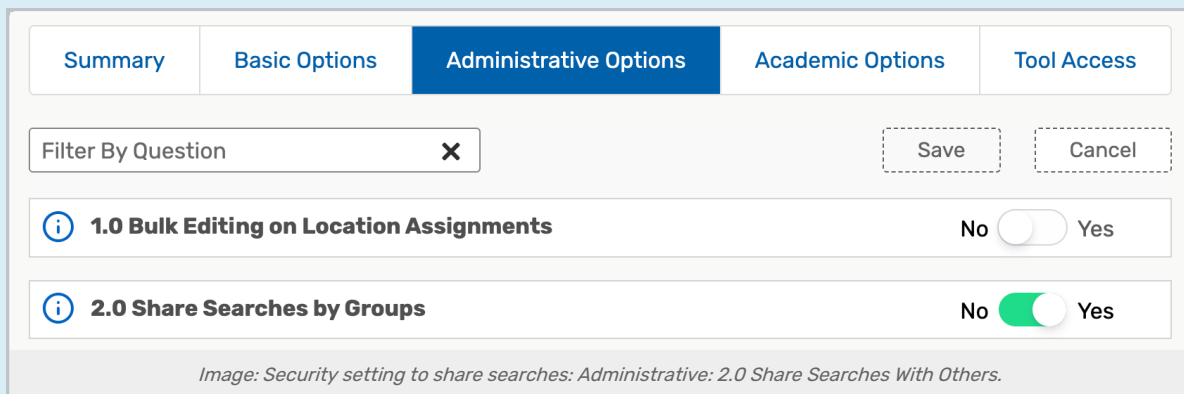 Summary Basic Options Administrative Options Academic Options Tool Access
Filter By Question Save Cancel
1.0 Bulk Editing on Location Assignments No Yes
2.0 Share Searches by Groups No Yes
Image: Security setting to share searches: Administrative: 2.0 Share Searches With Others.